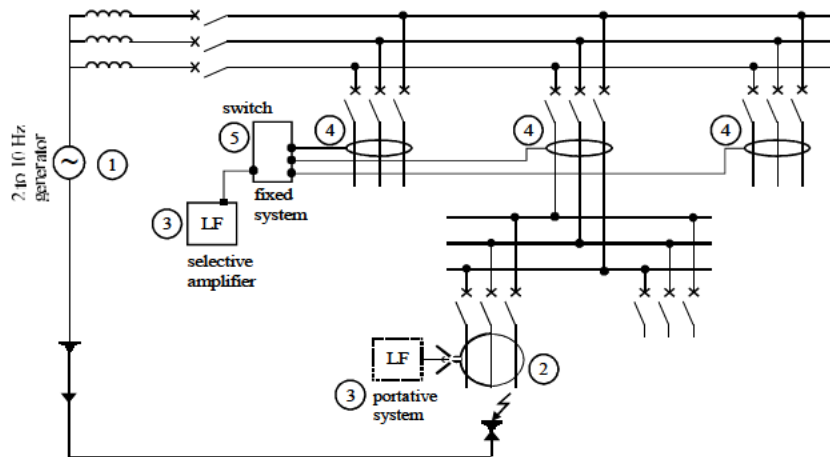 switch
5
4
4
4
2 to 10 Hz
generator
1
fixed
system
3
LF
selective
amplifier
LF
2
3
portative
system